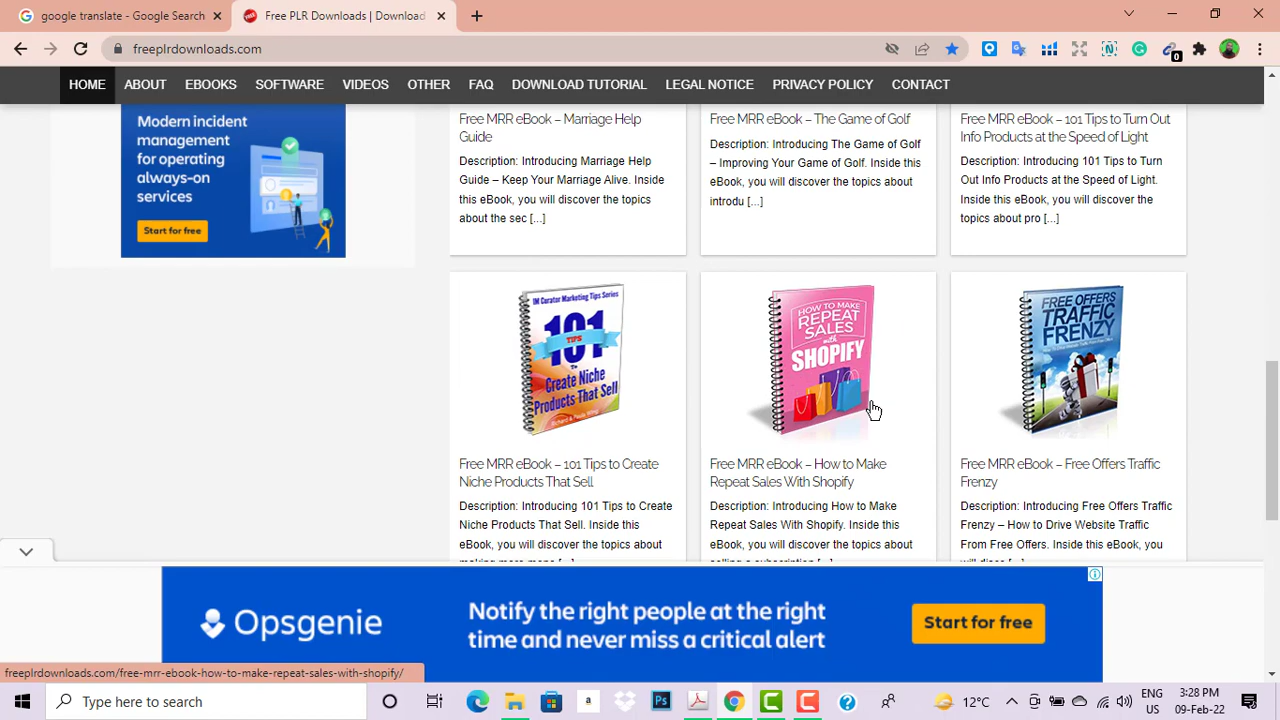 google translate - Google Search
Free PLR Downloads | Download
freeplrdownloads.com
0
HOME ABOUT EBOOKS SOFTWARE VIDEOS OTHER FAQ DOWNLOAD TUTORIAL LEGAL NOTICE PRIVACY POLICY CONTACT
Modern incident
management
for operating
always-on
services
Start for free
Free MRR eBook – Marriage Help
Guide
Description: Introducing Marriage Help
Guide – Keep Your Marriage Alive. Inside
this eBook, you will discover the topics
about the sec [...]
Free MRR eBook – The Game of Golf
Description: Introducing The Game of Golf
– Improving Your Game of Golf. Inside this
eBook, you will discover the topics about
introdu [...]
Free MRR eBook – 101 Tips to Turn Out
Info Products at the Speed of Light
Description: Introducing 101 Tips to Turn
Out Info Products at the Speed of Light.
Inside this eBook, you will discover the
topics about pro [...]
IM Curator Marketing Tips Series
101
TIPS
To
Create Niche
Products That Sell
HOW TO MAKE
REPEAT
SALES
with
SHOPIFY
FREE OFFERS
TRAFFIC
FRENZY
Free MRR eBook – 101 Tips to Create
Niche Products That Sell
Description: Introducing 101 Tips to Create
Niche Products That Sell. Inside this
eBook, you will discover the topics about
making more mone [...]
Free MRR eBook – How to Make
Repeat Sales With Shopify
Description: Introducing How to Make
Repeat Sales With Shopify. Inside this
eBook, you will discover the topics about
selling a subscription [...]
Free MRR eBook – Free Offers Traffic
Frenzy
Description: Introducing Free Offers Traffic
Frenzy – How to Drive Website Traffic
From Free Offers. Inside this eBook, you
will disco [...]
Opsgenie
Notify the right people at the right
time and never miss a critical alert
Start for free
freeplrdownloads.com/free-mrr-ebook-how-to-make-repeat-sales-with-shopify/
Type here to search
12°C
ENG
US
3:28 PM
09-Feb-22